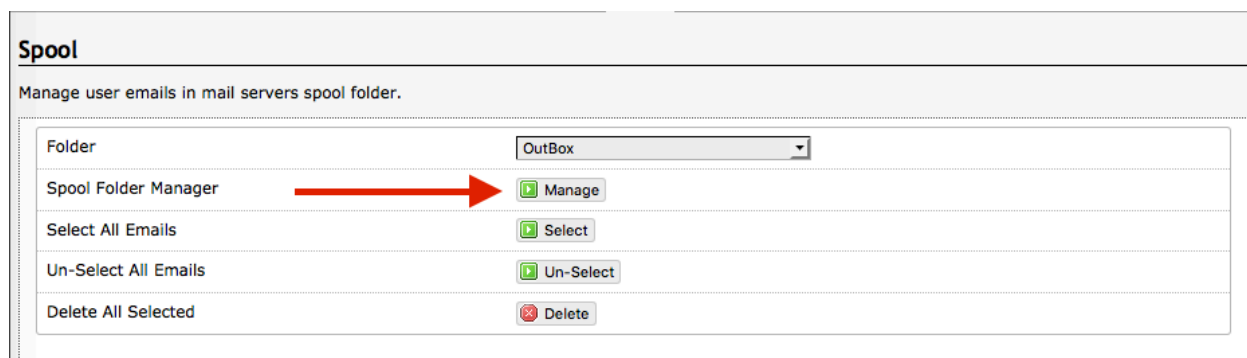 Spool
Manage user emails in mail servers spool folder.
Folder OutBox
Spool Folder Manager Manage
Select All Emails Select
Un-Select All Emails Un-Select
Delete All Selected Delete